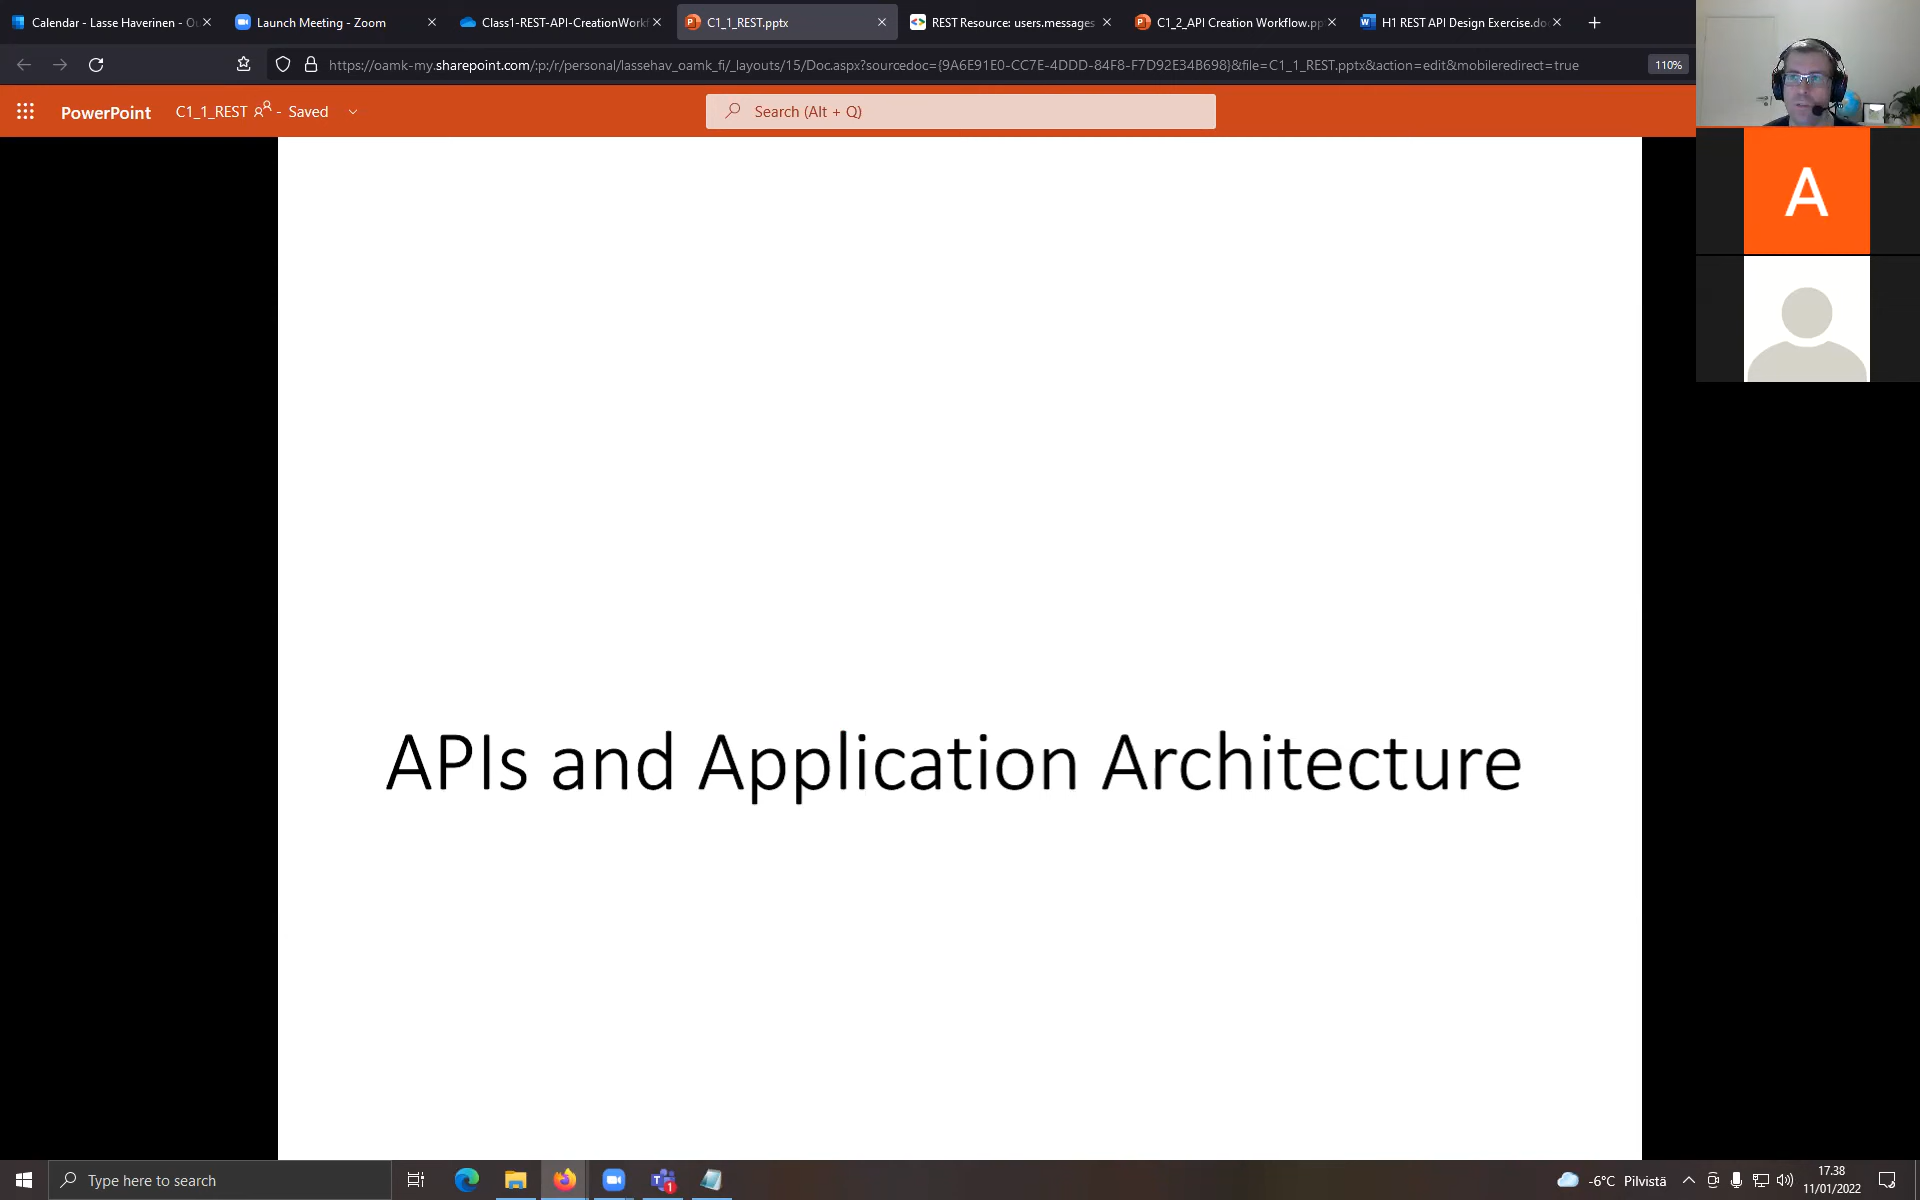 Calendar - Lasse Haverinen - Ou
Launch Meeting - Zoom
Class1-REST-API-CreationWorkf
C1_1_REST.pptx
REST Resource: users.messages
C1_2_API Creation Workflow.pp
H1 REST API Design Exercise.do
https://oamk-my.sharepoint.com/:p:/r/personal/lassehav_oamk_fi/_layouts/15/Doc.aspx?sourcedoc={9A6E91E0-CC7E-4DDD-84F8-F7D92E34B698}&file=C1_1_REST.pptx&action=edit&mobileredirect=true
110%
PowerPoint
C1_1_REST - Saved
Search (Alt + Q)
A
APIs and Application Architecture
Type here to search
1
-6°C Pilvistä
17.38
11/01/2022